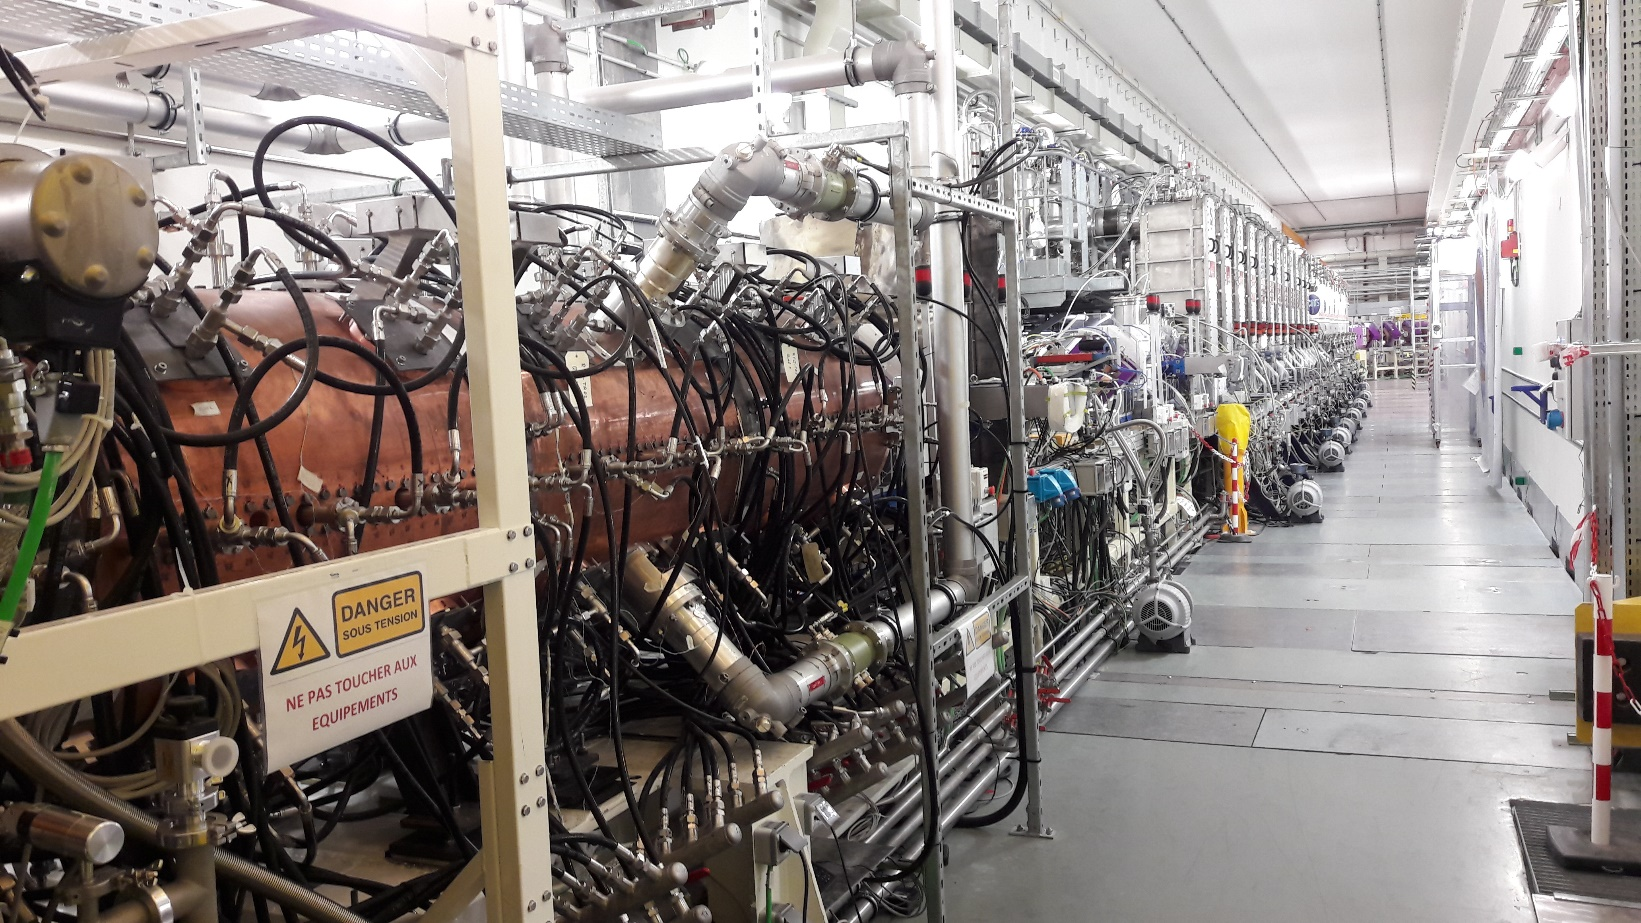 DANGER
SOUS TENSION
NE PAS TOUCHER AUX
EQUIPEMENTS